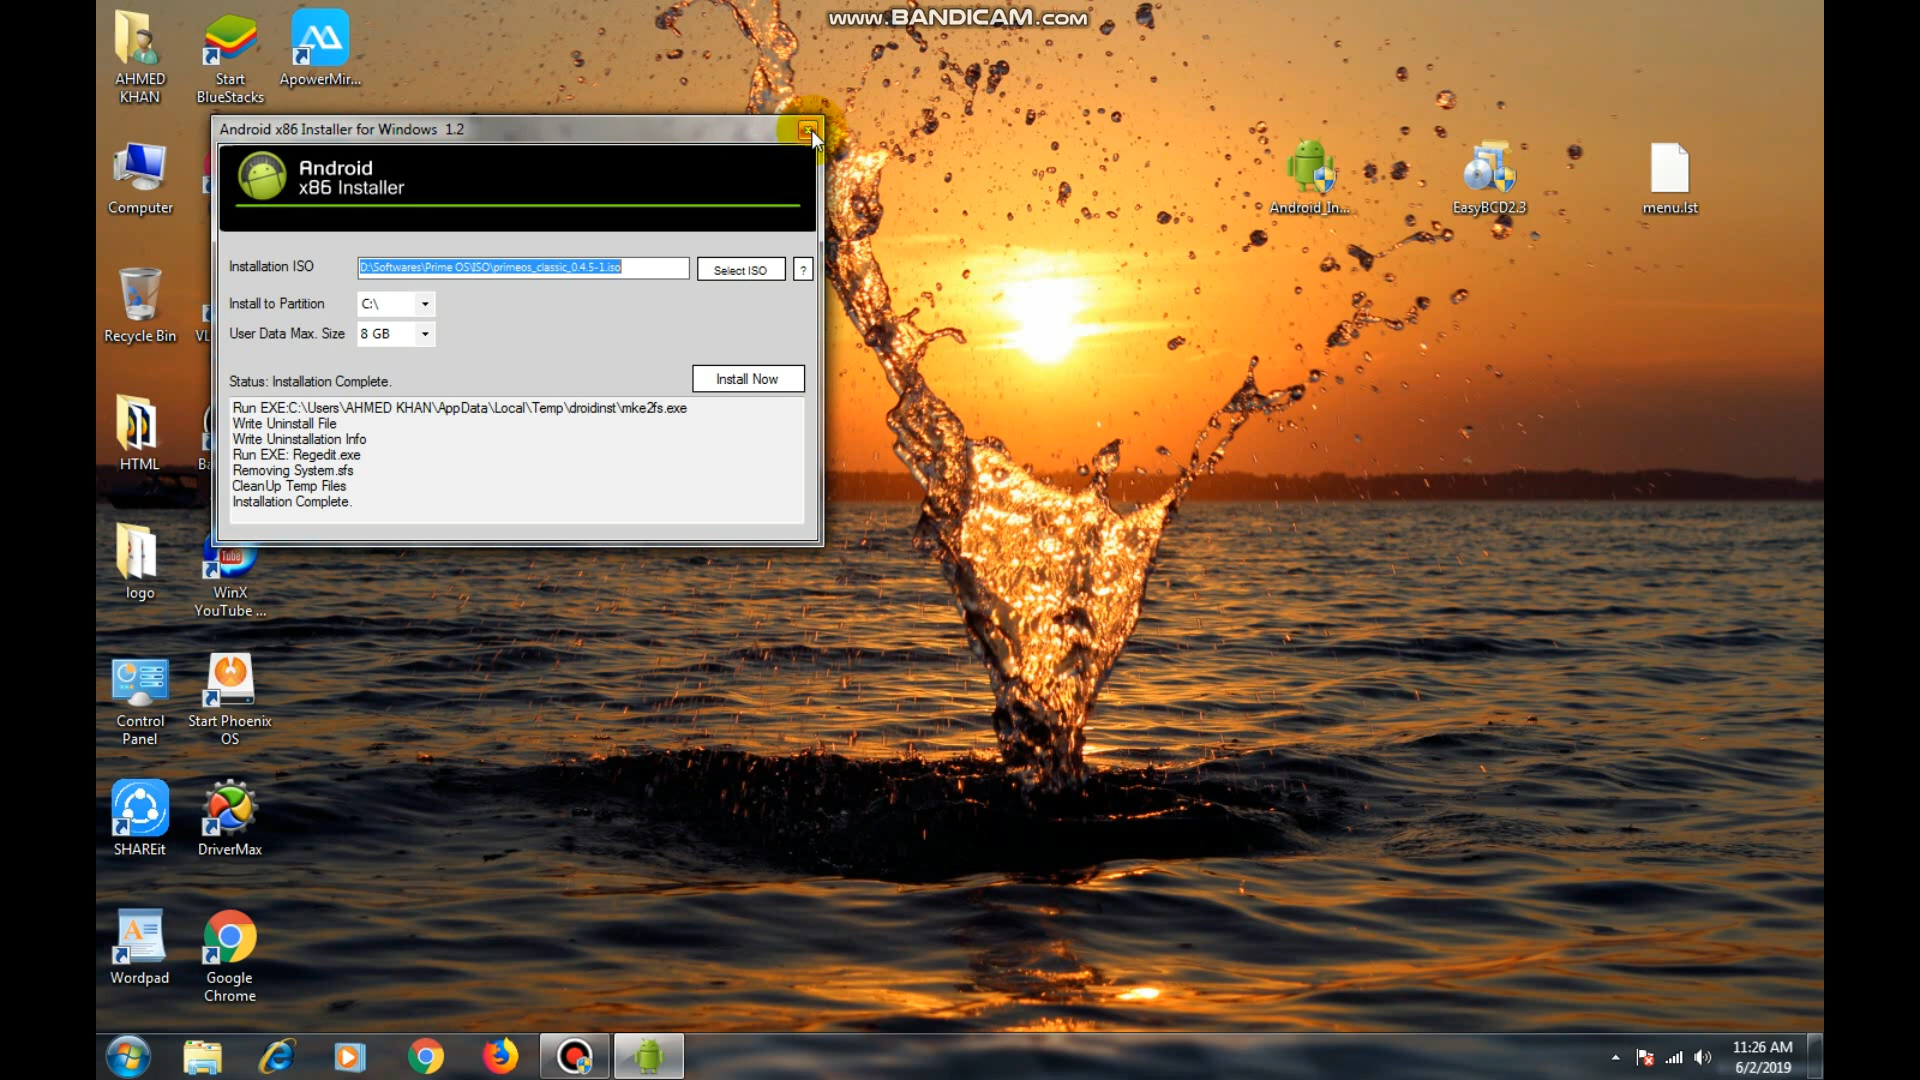 www.BANDICAM.com
AHMED KHAN
Start BlueStacks
ApowerMir...
Android x86 Installer for Windows 1.2
Android
x86 Installer
Installation ISO
D:\Softwares\Prime OS\ISO\primeos_classic_0.4.5-1.iso
Select ISO
?
Install to Partition
C:\
User Data Max. Size
8 GB
Status: Installation Complete.
Install Now
Run EXE:C:\Users\AHMED KHAN\AppData\Local\Temp\droidinst\mke2fs.exe
Write Uninstall File
Write Uninstallation Info
Run EXE: Regedit.exe
Removing System.sfs
CleanUp Temp Files
Installation Complete.
Android_In...
EasyBCD2.3
menu.lst
Computer
Recycle Bin
VL
HTML
Ba
logo
Tube
WinX
YouTube ...
Control
Panel
Start Phoenix
OS
SHAREit
DriverMax
Wordpad
Google
Chrome
11:26 AM
6/2/2019